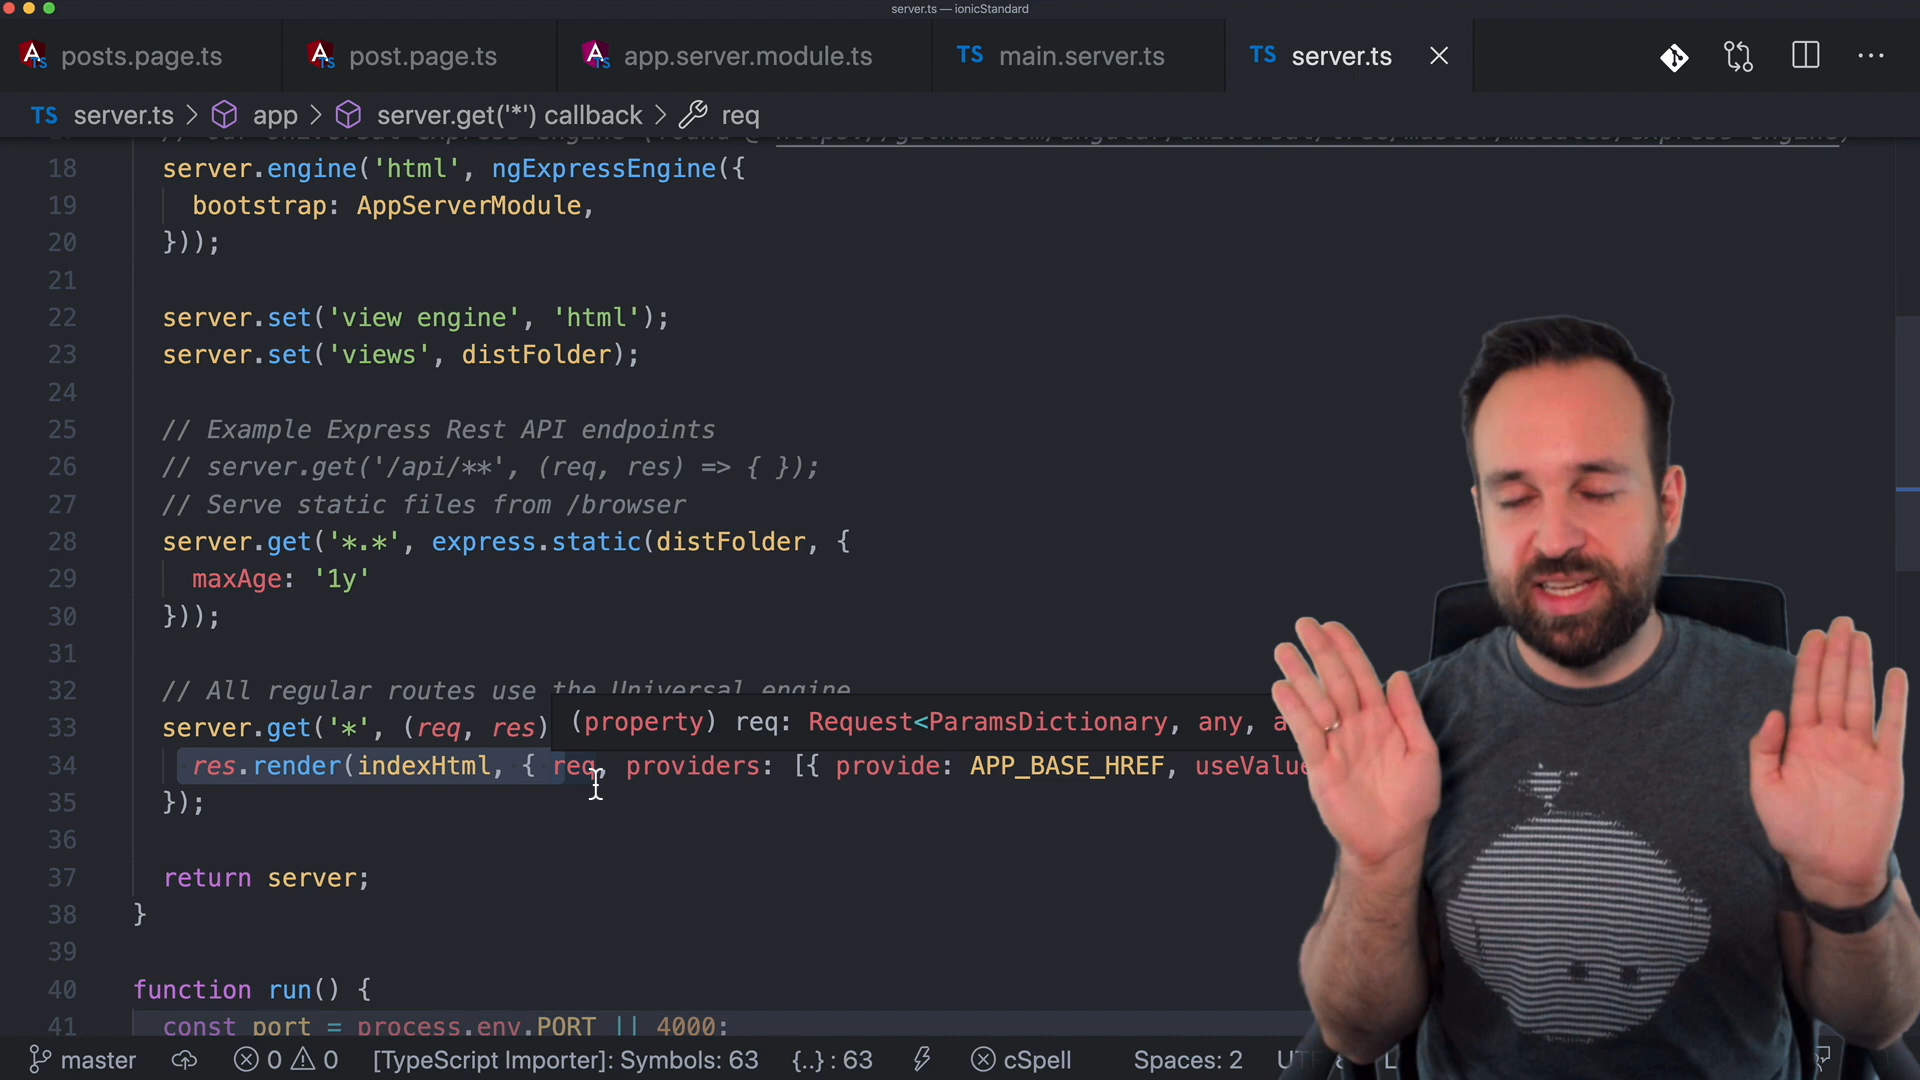 server.ts — ionicStandard
posts.page.ts post.page.ts app.server.module.ts TS main.server.ts TS server.ts
TS server.ts > app > server.get('*') callback > req
18 server.engine('html', ngExpressEngine({
19 bootstrap: AppServerModule,
20 }));
21
22 server.set('view engine', 'html');
23 server.set('views', distFolder);
24
25 // Example Express Rest API endpoints
26 // server.get('/api/**', (req, res) => { });
27 // Serve static files from /browser
28 server.get('*.*', express.static(distFolder, {
29 maxAge: '1y'
30 }));
31
32 // All regular routes use the Universal engine
33 server.get('*', (req, res)
(property) req: Request<ParamsDictionary, any,
34 res.render(indexHtml, { req, providers: [{ provide: APP_BASE_HREF, useValue
35 });
36
37 return server;
38 }
39
40 function run() {
41 const port = process.env.PORT || 4000;
master 0 0 [TypeScript Importer]: Symbols: 63 {..} : 63 cSpell Spaces: 2